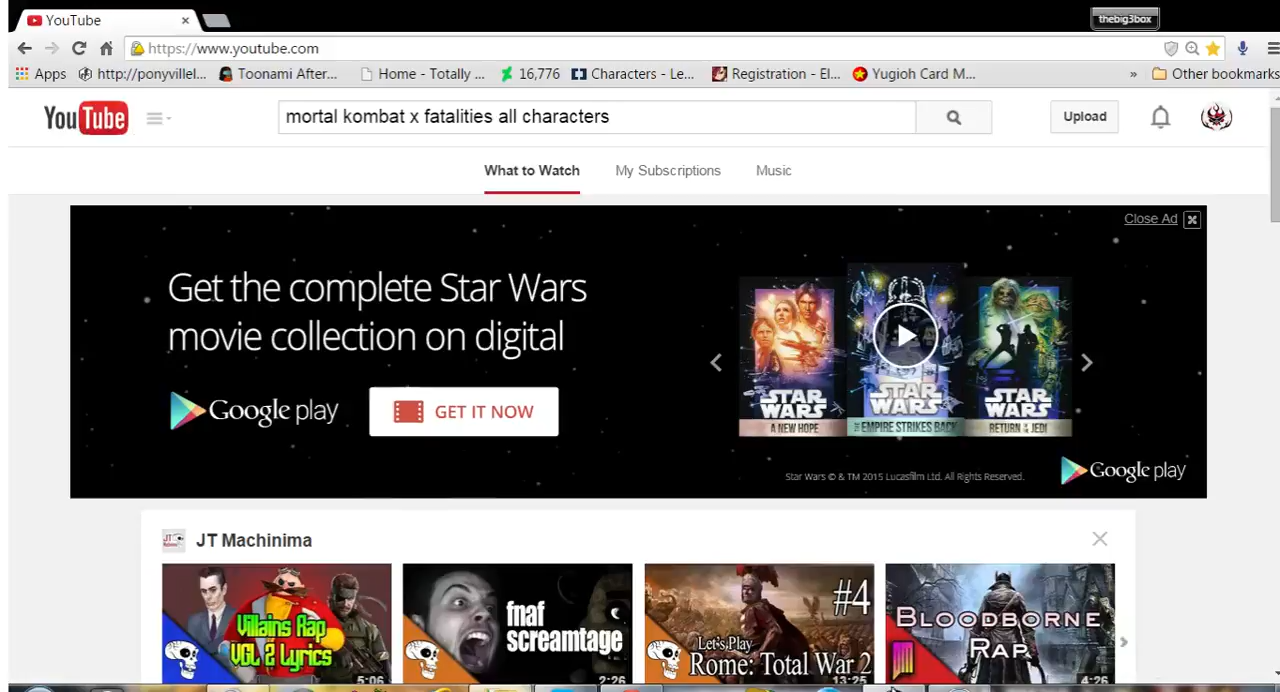 YouTube
thebig3box
https://www.youtube.com
Apps
http://ponyvillel...
Toonami After...
Home - Totally ...
16,776
Characters - Le...
Registration - El...
Yugioh Card M...
»
Other bookmarks
YouTube
mortal kombat x fatalities all characters
Upload
What to Watch
My Subscriptions
Music
Close Ad
Get the complete Star Wars
movie collection on digital
Google play
GET IT NOW
STAR WARS
A NEW HOPE
STAR WARS
THE EMPIRE STRIKES BACK
STAR WARS
RETURN OF THE JEDI
Google play
Star Wars © & TM 2015 Lucasfilm Ltd. All Rights Reserved.
JT Machinima
Villains Rap
VGL 2 Lyrics
5:06
fnaf
screamtage
2:26
#4
Let's Play
Rome: Total War 2
13:25
BLOODBORNE
RAP
4:26